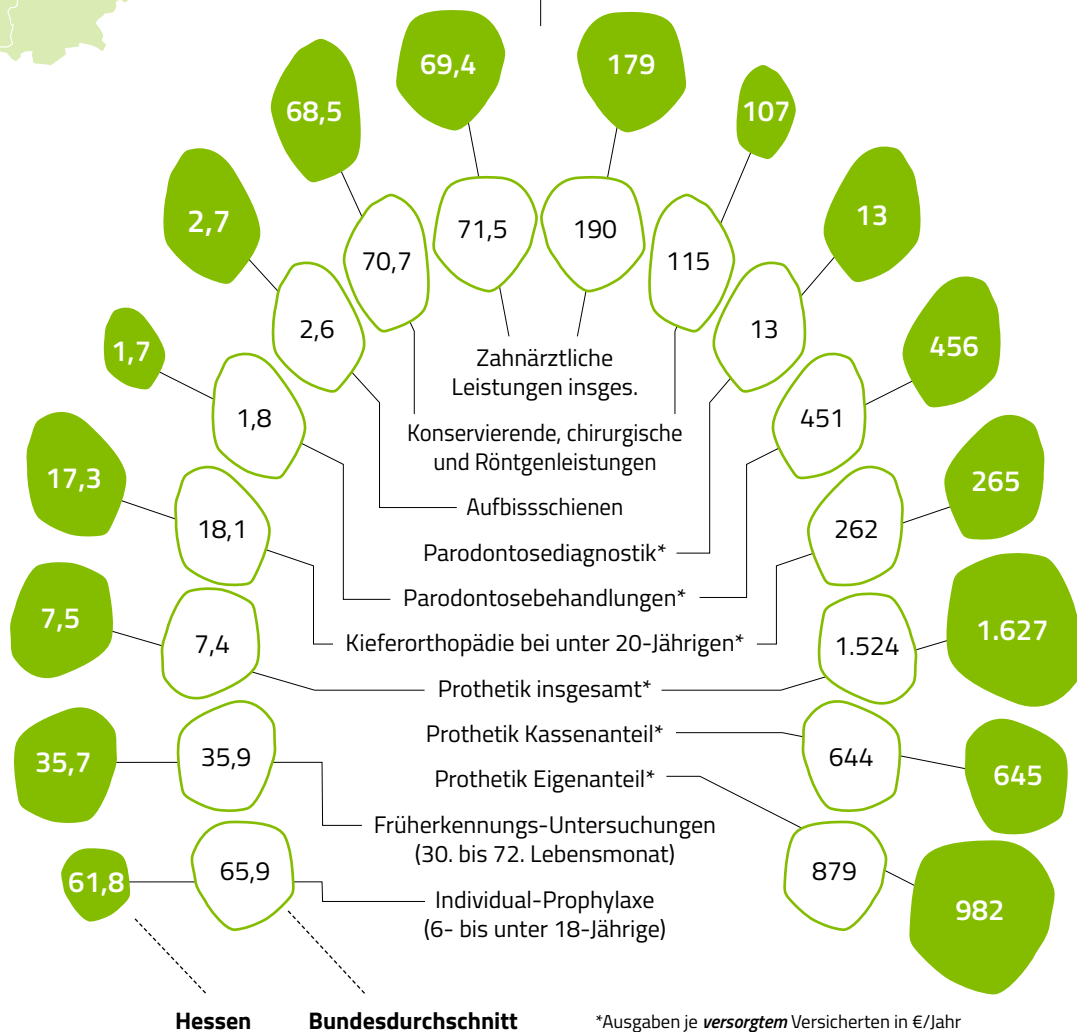 69,4
179
68,5
107
2,7
13
71,5
190
70,7
115
2,6
13
1,7
456
Zahnärztliche
Leistungen insges.
1,8
451
Konservierende, chirurgische
und Röntgenleistungen
17,3
265
Aufbissschienen
18,1
262
Parodontosediagnostik*
Parodontosebehandlungen*
7,5
1.627
7,4
1.524
Kieferorthopädie bei unter 20-Jährigen*
Prothetik insgesamt*
Prothetik Kassenanteil*
35,7
35,9
644
645
Prothetik Eigenanteil*
Früherkennungs-Untersuchungen
(30. bis 72. Lebensmonat)
61,8
65,9
879
982
Individual-Prophylaxe
(6- bis unter 18-Jährige)
Hessen
Bundesdurchschnitt
*Ausgaben je versorgtem Versicherten in €/Jahr